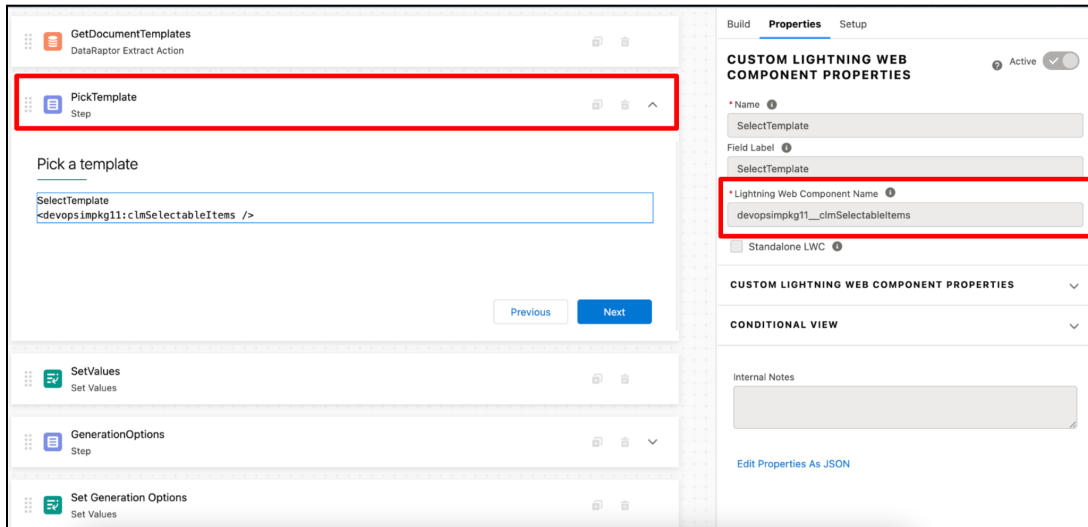 GetDocumentTemplates
DataRaptor Extract Action
PickTemplate
Step
Pick a template
SelectTemplate
<devopsimpkg11:clmSelectableItems />
Previous
Next
SetValues
Set Values
GenerationOptions
Step
Set Generation Options
Set Values
Build Properties Setup
CUSTOM LIGHTNING WEB
COMPONENT PROPERTIES
Active
* Name
SelectTemplate
Field Label
SelectTemplate
* Lightning Web Component Name
devopsimpkg11__clmSelectableItems
Standalone LWC
CUSTOM LIGHTNING WEB COMPONENT PROPERTIES
CONDITIONAL VIEW
Internal Notes
Edit Properties As JSON